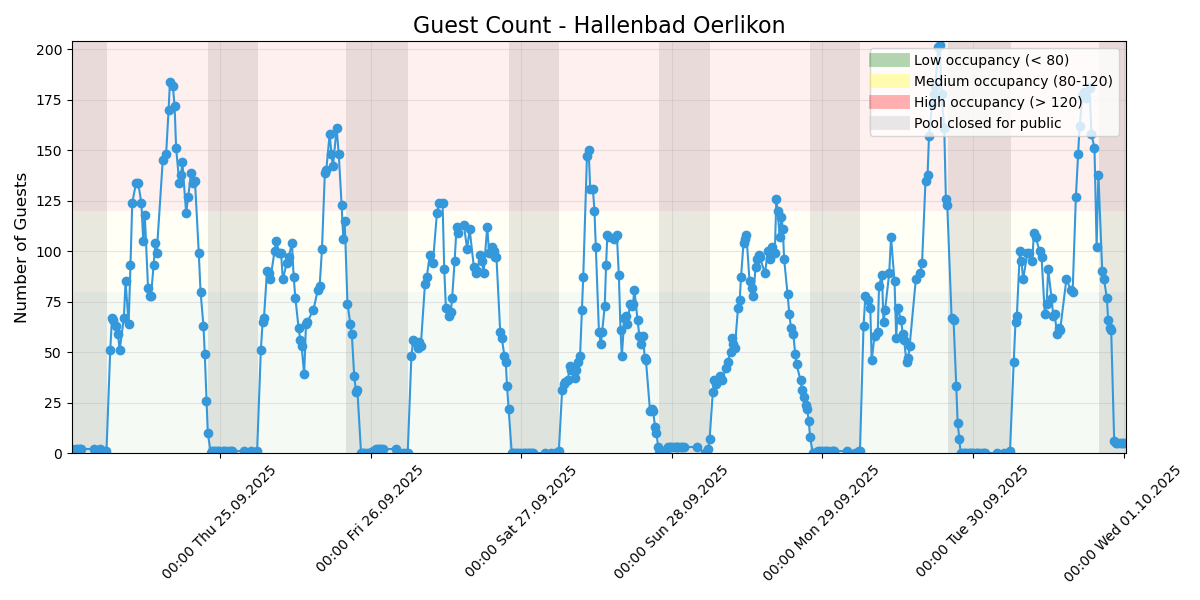 Guest Count - Hallenbad Oerlikon
Number of Guests
200
175
150
125
100
75
50
25
0
Low occupancy (< 80)
Medium occupancy (80-120)
High occupancy (> 120)
Pool closed for public
00:00 Thu 25.09.2025
00:00 Fri 26.09.2025
00:00 Sat 27.09.2025
00:00 Sun 28.09.2025
00:00 Mon 29.09.2025
00:00 Tue 30.09.2025
00:00 Wed 01.10.2025